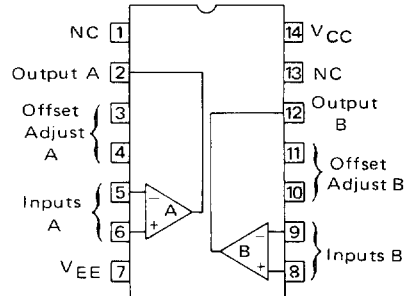 NC 1
Output A 2
Offset 3
Adjust
A 4
Inputs 5
A 6
VEE 7
− A
+
14 VCC
13 NC
12 Output
B
11 Offset
10 Adjust B
9 Inputs B
8
− B
+